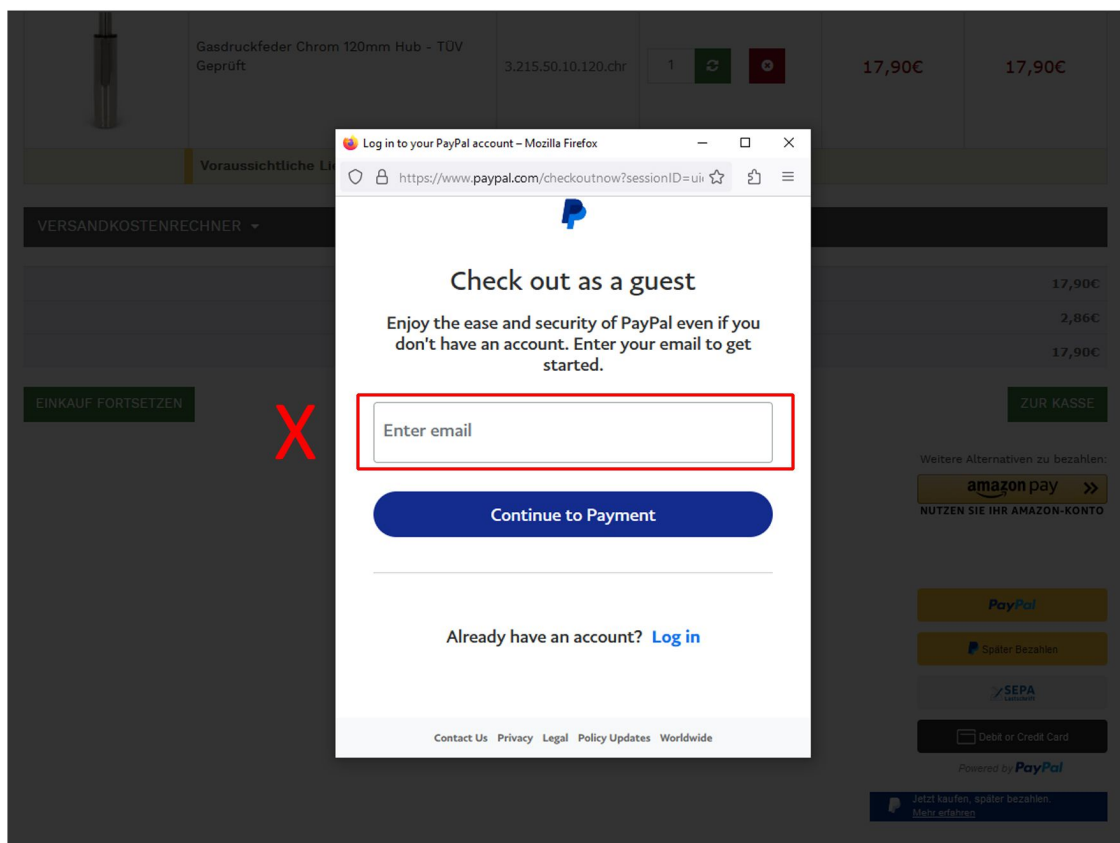 Gasdruckfeder Chrom 120mm Hub - TÜV
Geprüft
3.215.50.10.120.chr
1
17,90€
17,90€
Voraussichtliche Li
Log in to your PayPal account – Mozilla Firefox
https://www.paypal.com/checkoutnow?sessionID=uid
VERSANDKOSTENRECHNER
17,90€
2,86€
17,90€
Check out as a guest
Enjoy the ease and security of PayPal even if you
don't have an account. Enter your email to get
started.
EINKAUF FORTSETZEN
ZUR KASSE
X
Enter email
Continue to Payment
Already have an account? Log in
Contact Us Privacy Legal Policy Updates Worldwide
Weitere Alternativen zu bezahlen:
amazon pay
NUTZEN SIE IHR AMAZON-KONTO
PayPal
Später Bezahlen
SEPA
Lastschrift
Debit or Credit Card
Powered by PayPal
Jetzt kaufen, später bezahlen.
Mehr erfahren